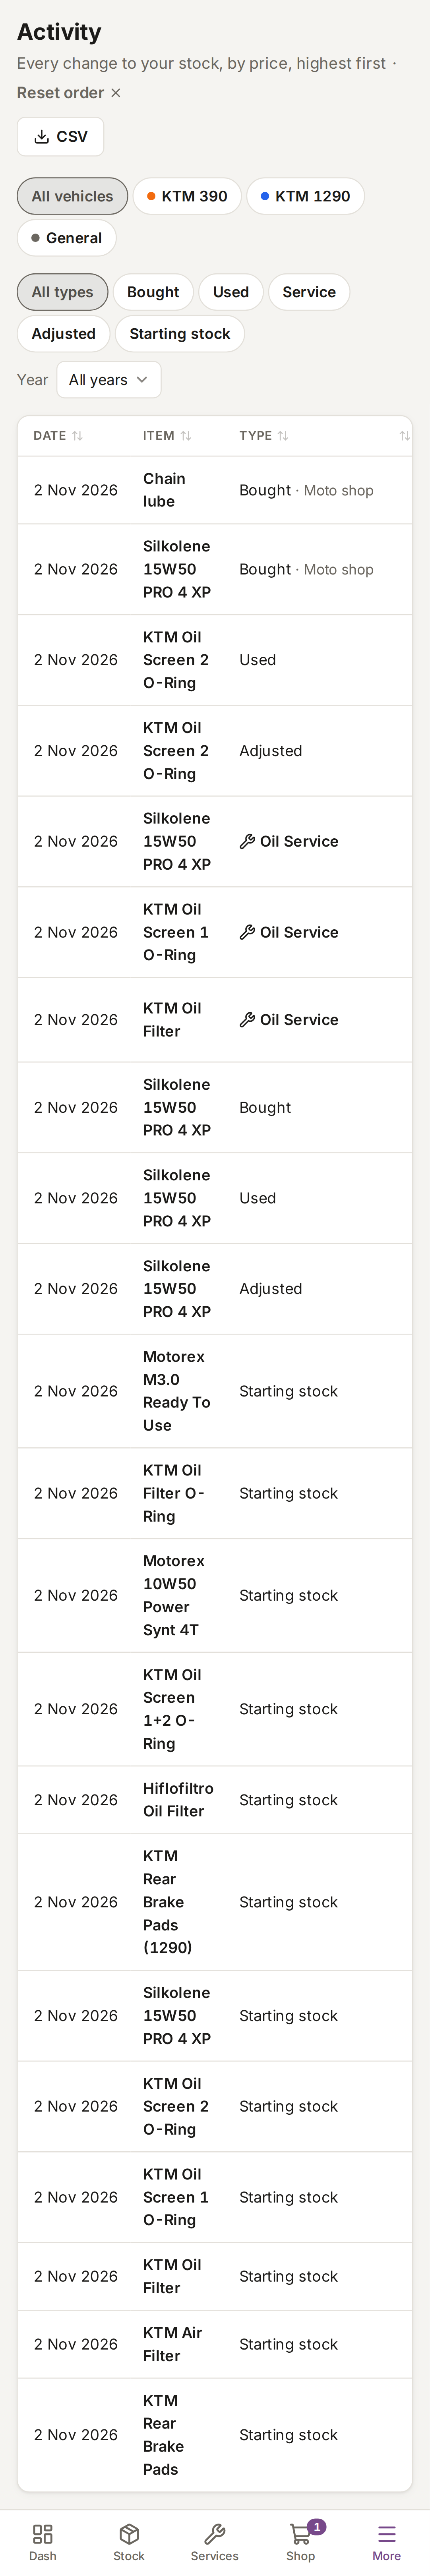 Activity
Every change to your stock, by price, highest first ·
Reset order ×
CSV
All vehicles KTM 390 KTM 1290
General
All types Bought Used Service
Adjusted Starting stock
Year All years
DATE ITEM TYPE
2 Nov 2026 Chain lube Bought · Moto shop
2 Nov 2026 Silkolene 15W50 PRO 4 XP Bought · Moto shop
2 Nov 2026 KTM Oil Screen 2 O-Ring Used
2 Nov 2026 KTM Oil Screen 2 O-Ring Adjusted
2 Nov 2026 Silkolene 15W50 PRO 4 XP Oil Service
2 Nov 2026 KTM Oil Screen 1 O-Ring Oil Service
2 Nov 2026 KTM Oil Filter Oil Service
2 Nov 2026 Silkolene 15W50 PRO 4 XP Bought
2 Nov 2026 Silkolene 15W50 PRO 4 XP Used
2 Nov 2026 Silkolene 15W50 PRO 4 XP Adjusted
2 Nov 2026 Motorex M3.0 Ready To Use Starting stock
2 Nov 2026 KTM Oil Filter O-Ring Starting stock
2 Nov 2026 Motorex 10W50 Power Synt 4T Starting stock
2 Nov 2026 KTM Oil Screen 1+2 O-Ring Starting stock
2 Nov 2026 Hiflofiltro Oil Filter Starting stock
2 Nov 2026 KTM Rear Brake Pads (1290) Starting stock
2 Nov 2026 Silkolene 15W50 PRO 4 XP Starting stock
2 Nov 2026 KTM Oil Screen 2 O-Ring Starting stock
2 Nov 2026 KTM Oil Screen 1 O-Ring Starting stock
2 Nov 2026 KTM Oil Filter Starting stock
2 Nov 2026 KTM Air Filter Starting stock
2 Nov 2026 KTM Rear Brake Pads Starting stock
1
Dash Stock Services Shop More